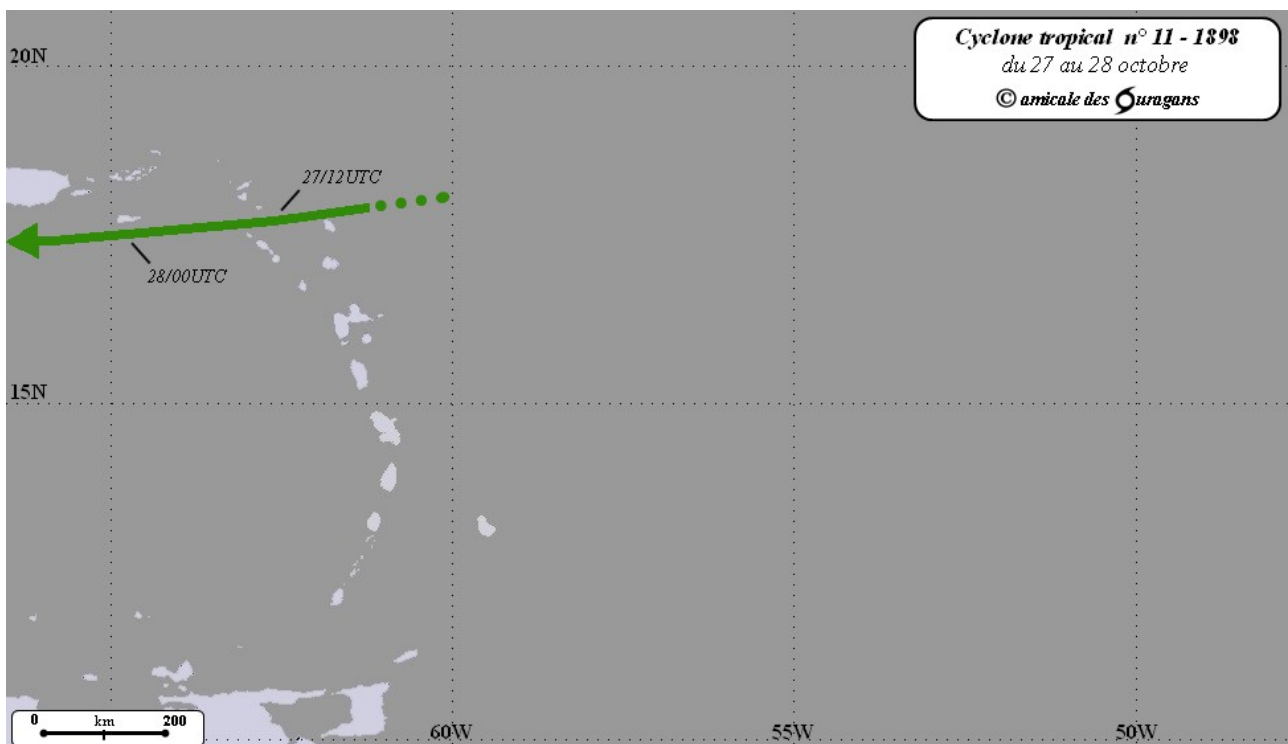 Cyclone tropical n° 11 - 1898
du 27 au 28 octobre
© amicale des Ouragans
20N
27/12UTC
28/00UTC
15N
0 km 200
60W
55W
50W